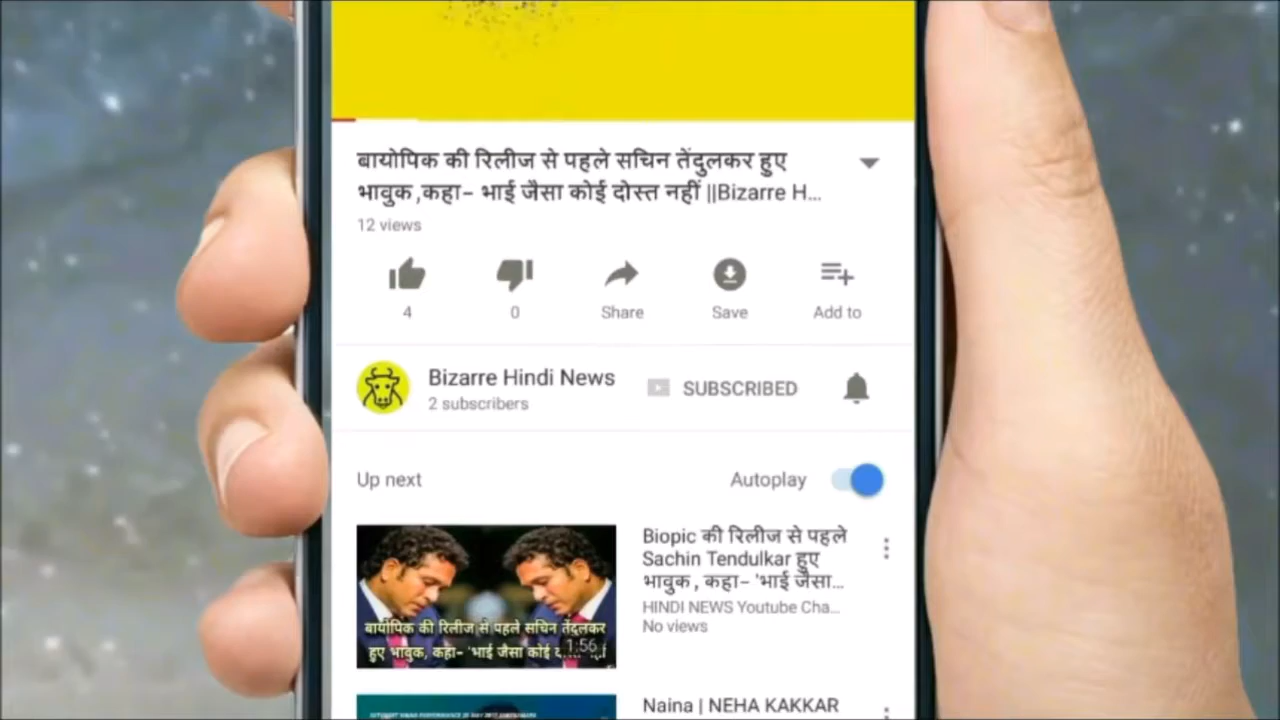 बायोपिक की रिलीज से पहले सचिन तेंदुलकर हुए
भावुक,कहा- भाई जैसा कोई दोस्त नहीं ||Bizarre H...
12 views
4
0
Share
Save
Add to
Bizarre Hindi News
2 subscribers
SUBSCRIBED
Up next
Autoplay
बायोपिक की रिलीज से पहले सचिन तेंदुलकर
हुए भावुक, कहा- 'भाई जैसा कोई
1:56
Biopic की रिलीज से पहले
Sachin Tendulkar हुए
भावुक, कहा- 'भाई जैसा...
HINDI NEWS Youtube Cha...
No views
Naina | NEHA KAKKAR